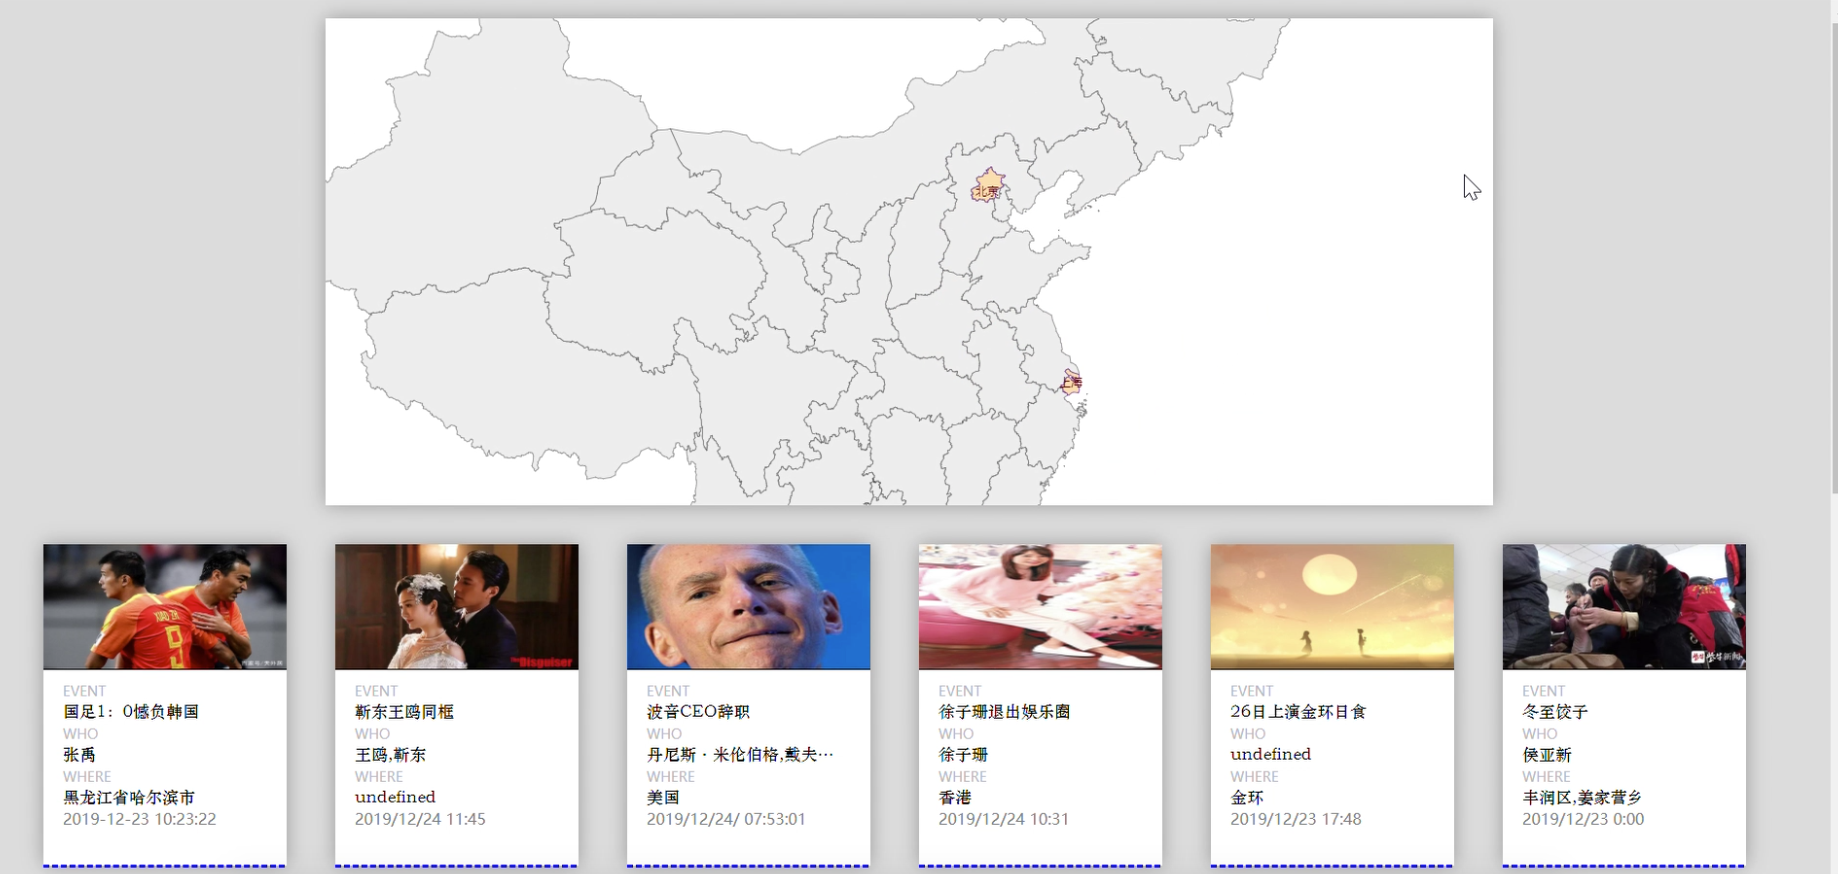 北京
上海
XIAO ZHI
9
The Disguiser
EVENT
国足1：0憾负韩国
WHO
张禹
WHERE
黑龙江省哈尔滨市
2019-12-23 10:23:22
EVENT
靳东王鸥同框
WHO
王鸥,靳东
WHERE
undefined
2019/12/24 11:45
EVENT
波音CEO辞职
WHO
丹尼斯·米伦伯格,戴夫…
WHERE
美国
2019/12/24/ 07:53:01
EVENT
徐子珊退出娱乐圈
WHO
徐子珊
WHERE
香港
2019/12/24 10:31
EVENT
26日上演金环日食
WHO
undefined
WHERE
金环
2019/12/23 17:48
EVENT
冬至饺子
WHO
侯亚新
WHERE
丰润区,姜家营乡
2019/12/23 0:00